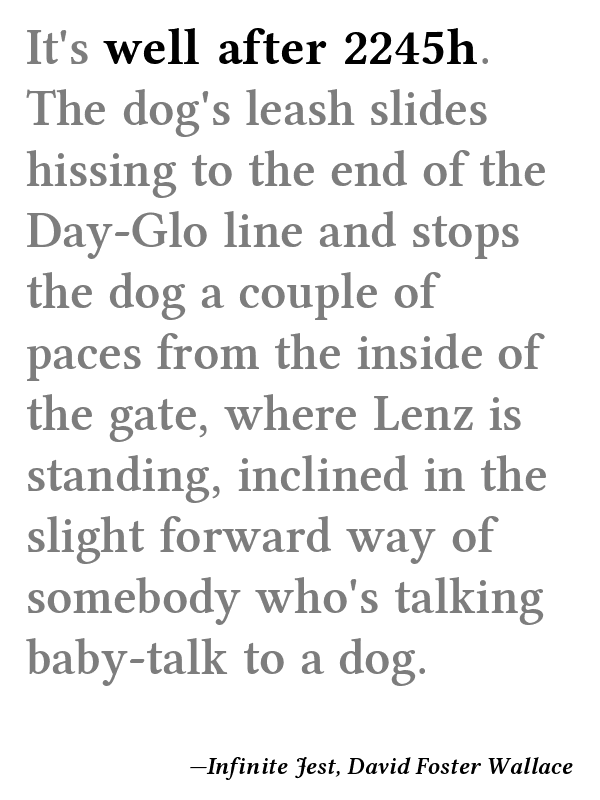 It's well after 2245h.
The dog's leash slides
hissing to the end of the
Day-Glo line and stops
the dog a couple of
paces from the inside of
the gate, where Lenz is
standing, inclined in the
slight forward way of
somebody who's talking
baby-talk to a dog.
—Infinite Jest, David Foster Wallace